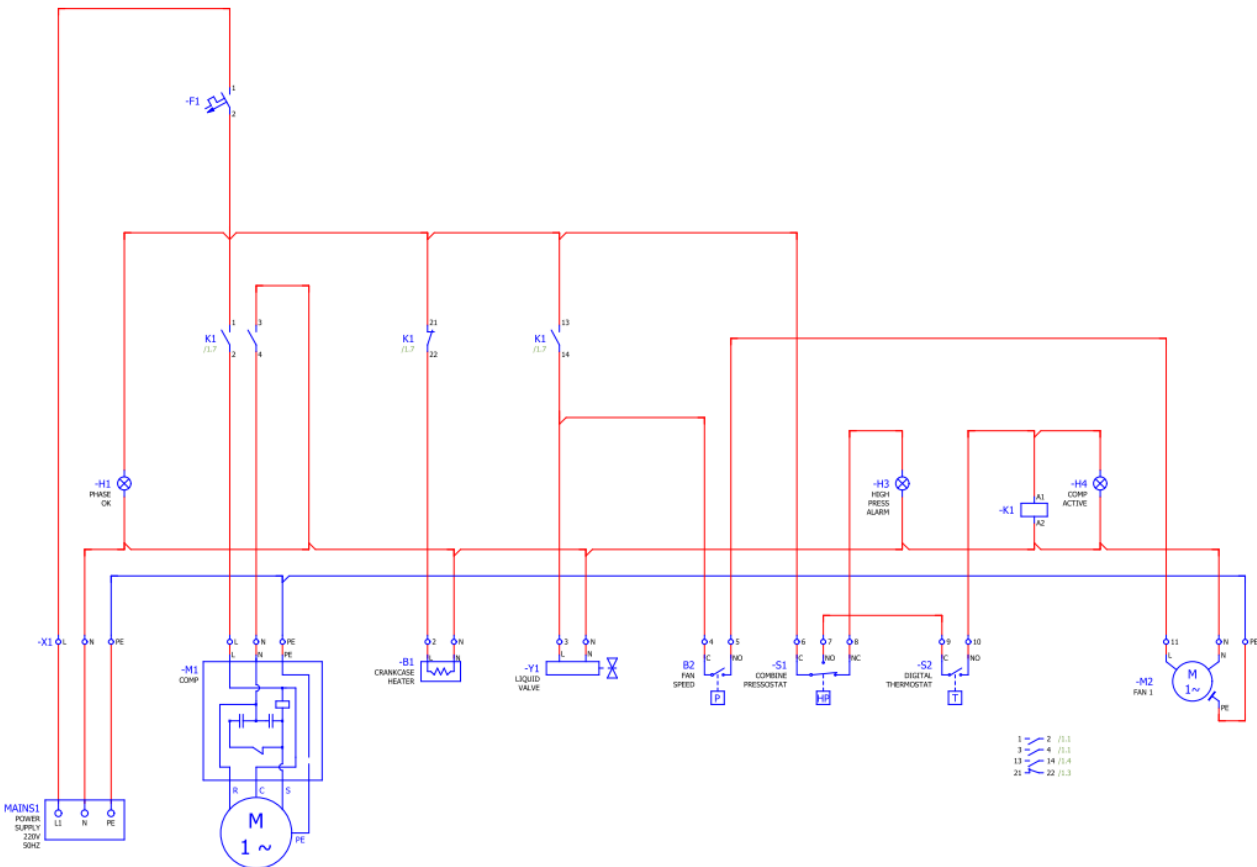 1
-F1
2
1
3
K1
/1.7
2
4
21
K1
/1.7
22
13
K1
/1.7
14
-H1
PHASE
OK
-H3
HIGH
PRESS
ALARM
A1
-K1
A2
-H4
COMP
ACTIVE
-X1
L
N
PE
L
N
PE
2
N
3
N
4
5
6
7
8
9
10
11
N
PE
L
N
PE
L
N
L
N
C
NO
C
NO
NC
C
NO
L
N
-M1
COMP
-B1
CRANKCASE
HEATER
-Y1
LIQUID
VALVE
B2
FAN
SPEED
P
-S1
COMBINE
PRESSOSTAT
HP
-S2
DIGITAL
THERMOSTAT
T
-M2
FAN 1
M
1~
PE
1
2
/1.1
3
4
/1.1
13
14
/1.4
21
22
/1.3
R
C
S
M
1 ~
PE
MAINS1
POWER
SUPPLY
220V
50HZ
L1
N
PE